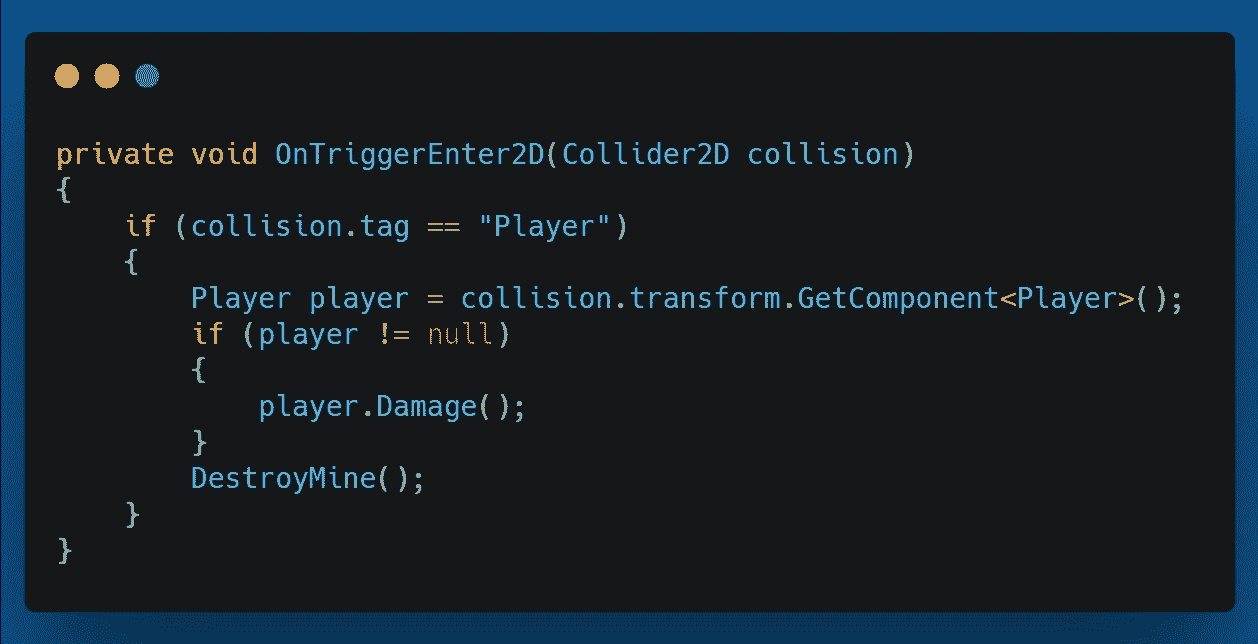 private void OnTriggerEnter2D(Collider2D collision)
{
    if (collision.tag == "Player")
    {
        Player player = collision.transform.GetComponent<Player>();
        if (player != null)
        {
            player.Damage();
        }
        DestroyMine();
    }
}